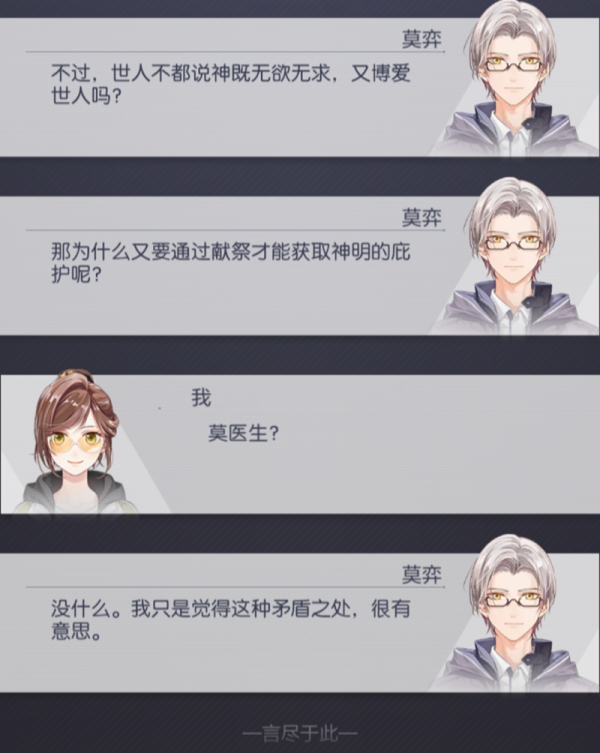 莫弈
不过，世人不都说神既无欲无求，又博爱
世人吗？
莫弈
那为什么又要通过献祭才能获取神明的庇
护呢？
我
莫医生？
莫弈
没什么。我只是觉得这种矛盾之处，很有
意思。
—言尽于此—